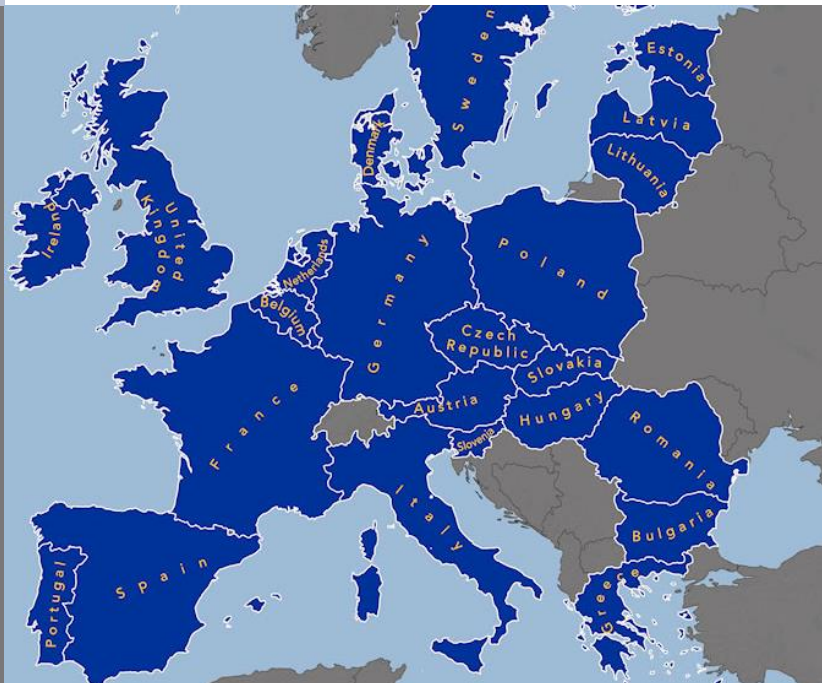 Sweden
Estonia
Latvia
Lithuania
Denmark
Ireland
United
Kingdom
Netherlands
Belgium
Germany
Poland
Czech
Republic
Slovakia
France
Austria
Hungary
Slovenia
Romania
Italy
Bulgaria
Spain
Portugal
Greece